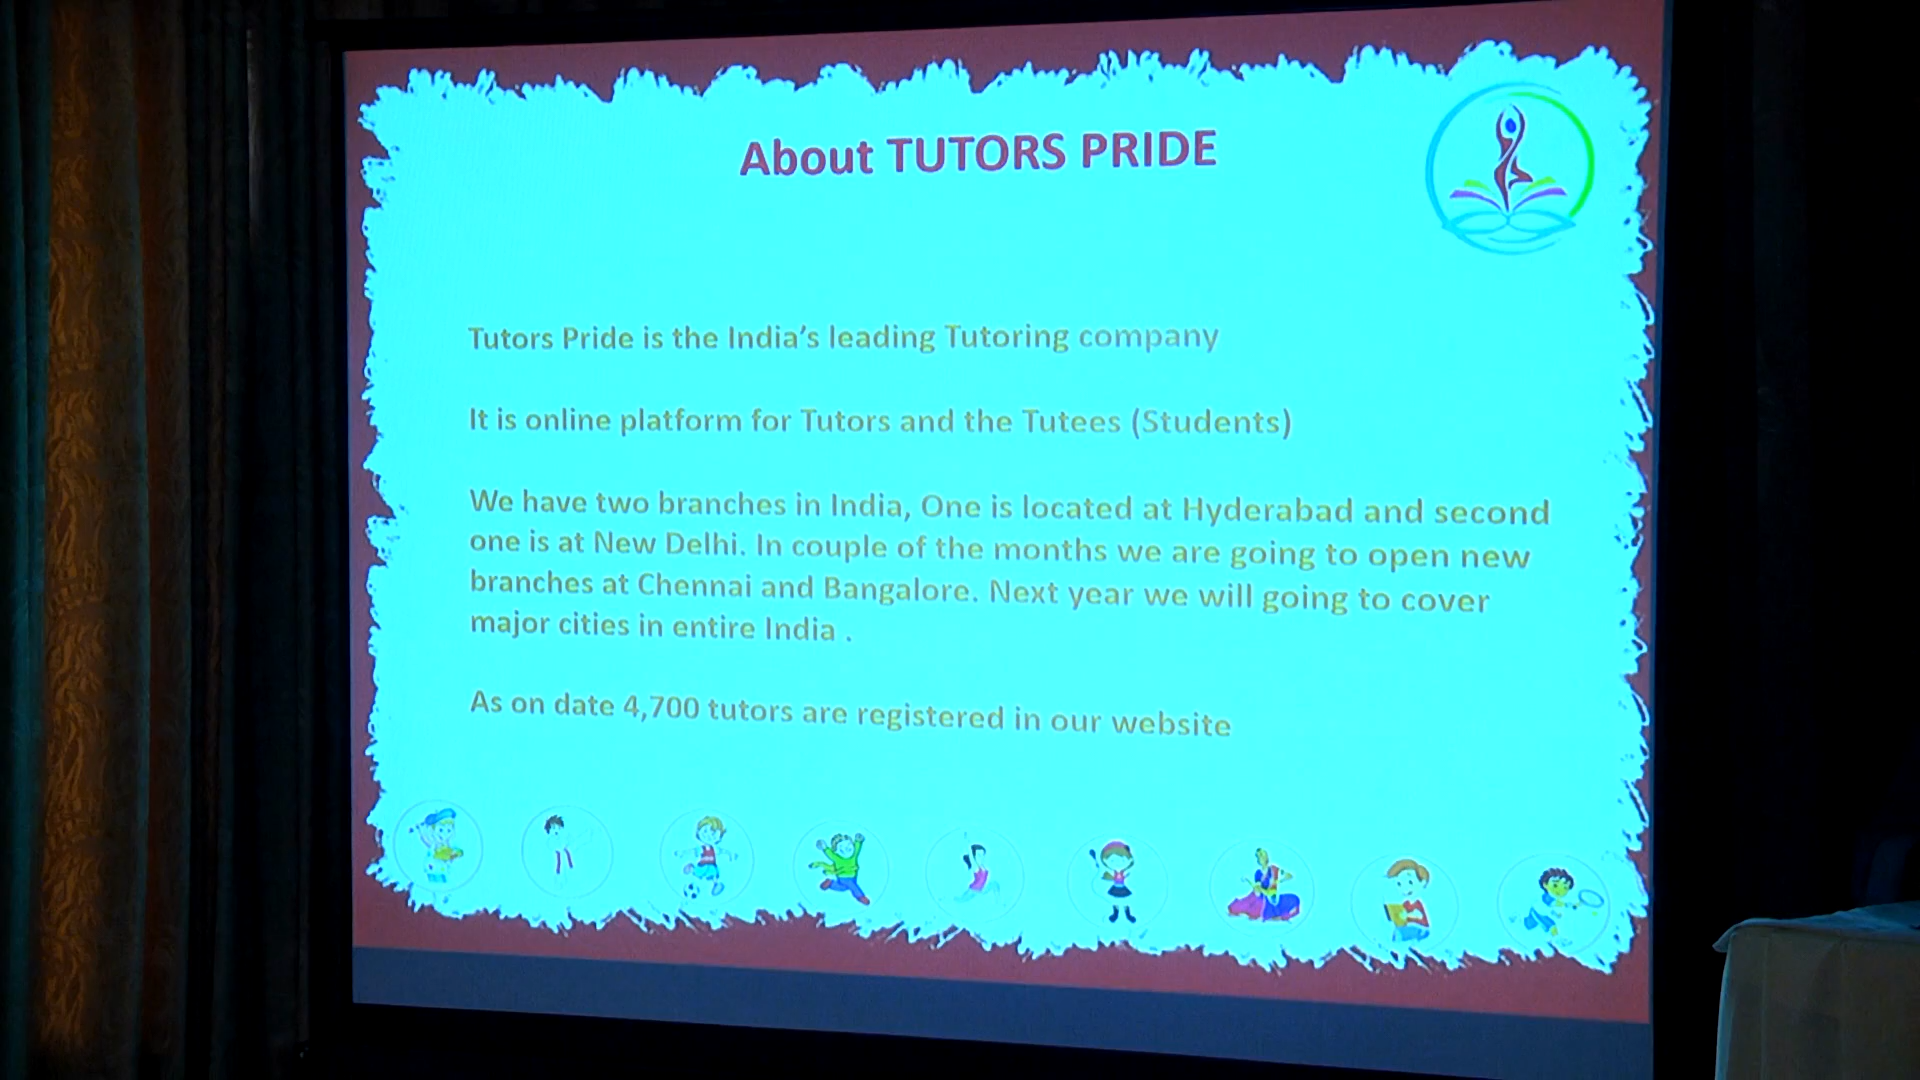 About TUTORS PRIDE
Tutors Pride is the India's leading Tutoring company
It is online platform for Tutors and the Tutees (Students)
We have two branches in India, One is located at Hyderabad and second
one is at New Delhi. In couple of the months we are going to open new
branches at Chennai and Bangalore. Next year we will going to cover
major cities in entire India .
As on date 4,700 tutors are registered in our website